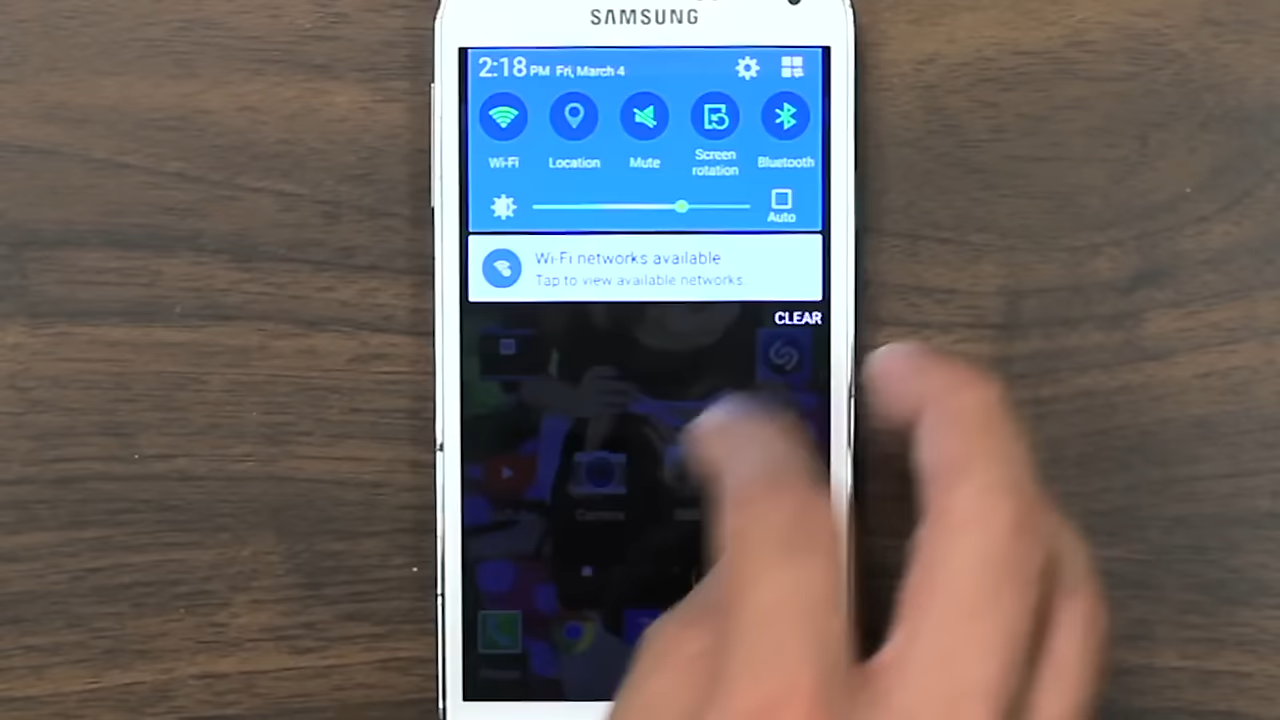 SAMSUNG
2:18 PM Fri, March 4
Wi-Fi
Location
Mute
Screen rotation
Bluetooth
Auto
Wi-Fi networks available
Tap to view available networks
CLEAR
Camera